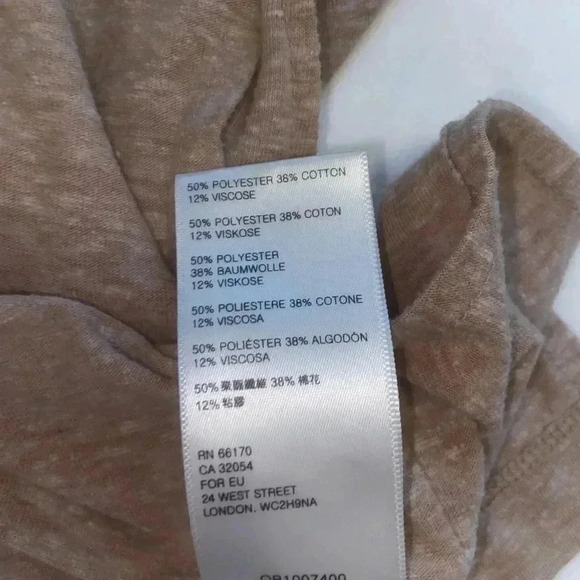 50% POLYESTER 38% COTTON
12% VISCOSE
50% POLYESTER 38% COTON
12% VISKOSE
50% POLYESTER
38% BAUMWOLLE
12% VISKOSE
50% POLIESTERE 38% COTONE
12% VISCOSA
50% POLIÉSTER 38% ALGODÓN
12% VISCOSA
50% 聚酯纖維 38% 棉花
12% 粘膠
RN 66170
CA 32054
FOR EU
24 WEST STREET
LONDON. WC2H9NA